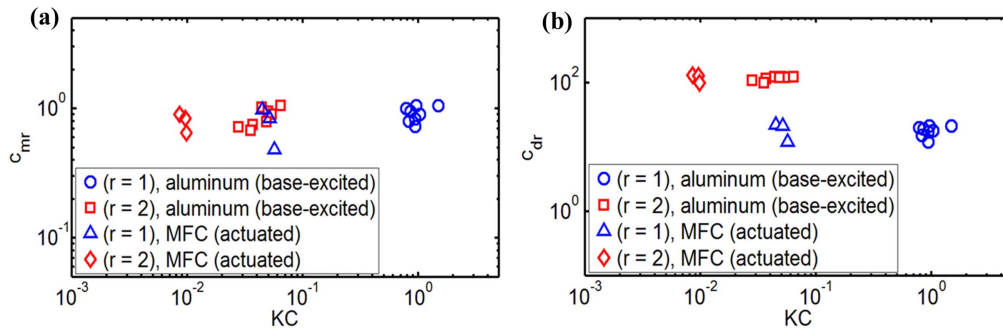 (a)
10^0
10^-1
c_mr
(r = 1), aluminum (base-excited)
(r = 2), aluminum (base-excited)
(r = 1), MFC (actuated)
(r = 2), MFC (actuated)
10^-3 10^-2 10^-1 10^0
KC
(b)
10^2
10^0
c_dr
(r = 1), aluminum (base-excited)
(r = 2), aluminum (base-excited)
(r = 1), MFC (actuated)
(r = 2), MFC (actuated)
10^-3 10^-2 10^-1 10^0
KC